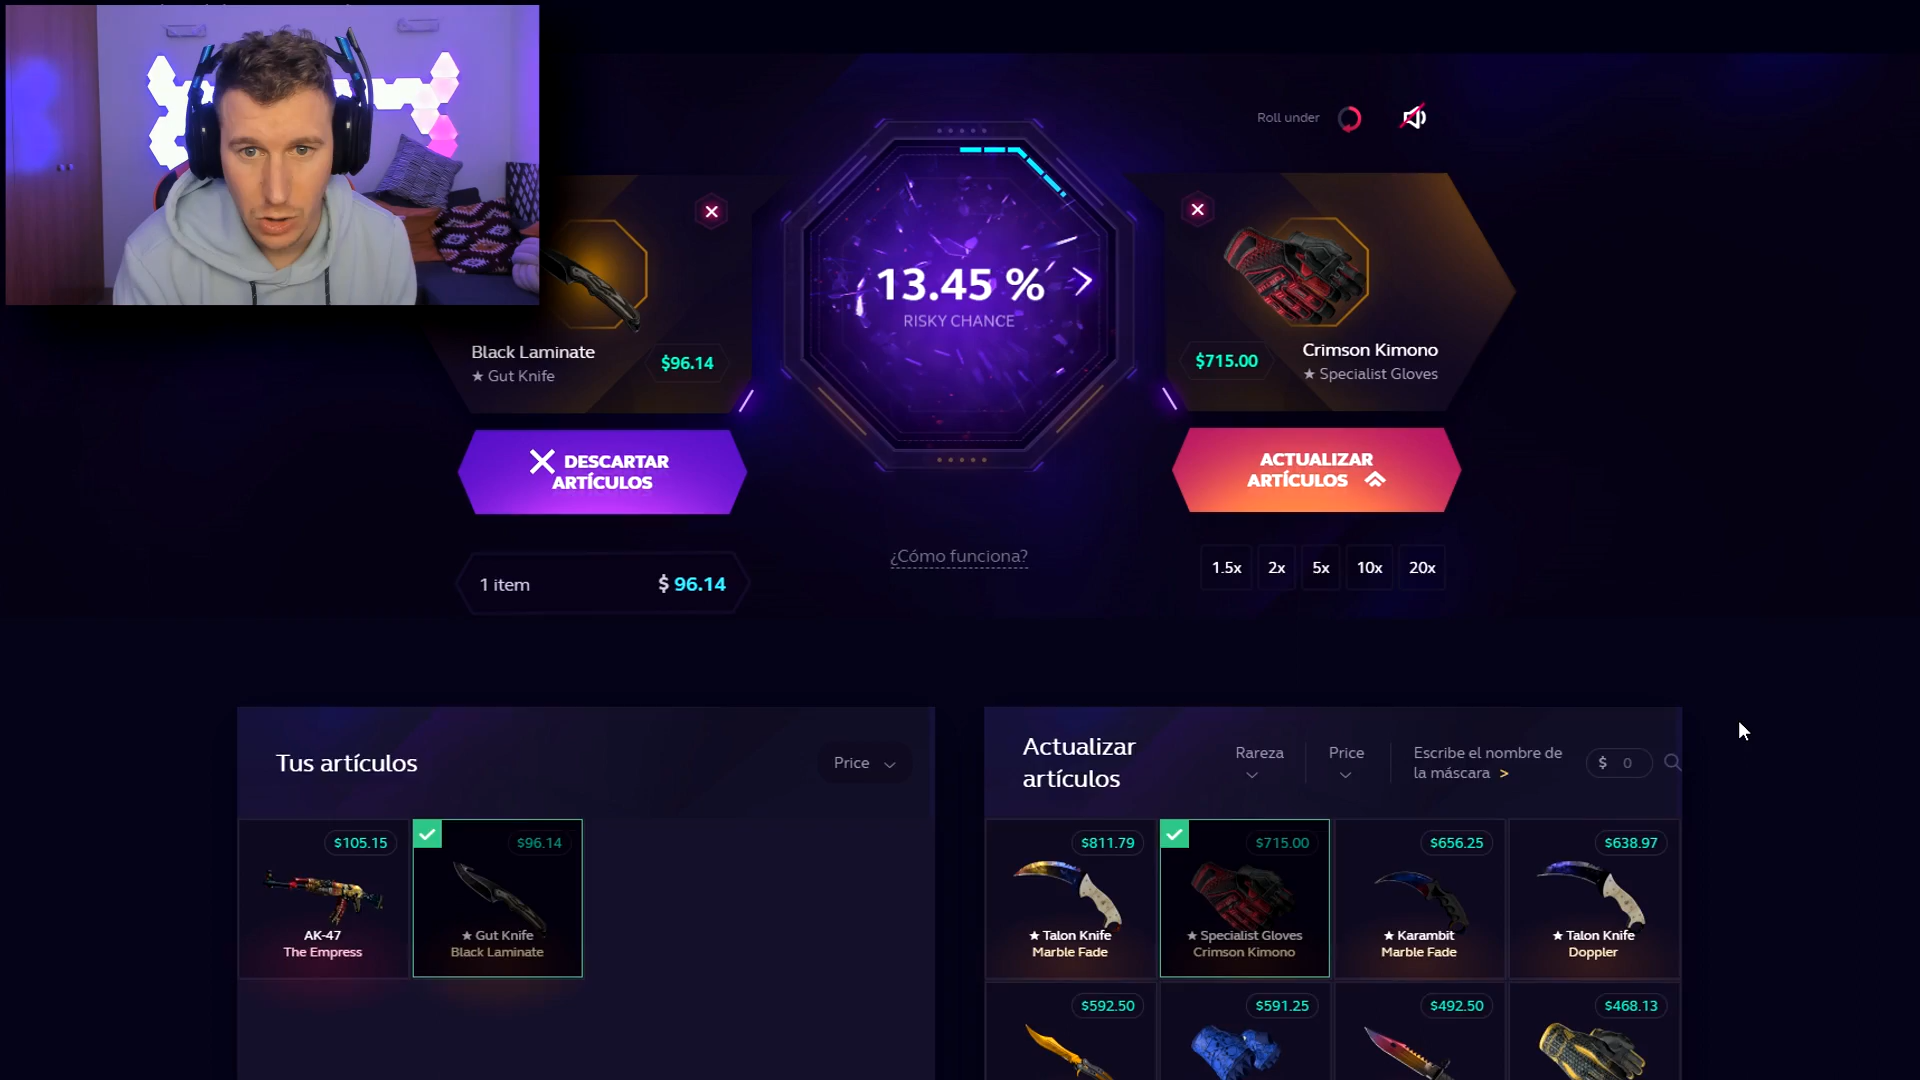 Roll under
13.45 %
RISKY CHANCE
Black Laminate
★ Gut Knife
$96.14
$715.00
Crimson Kimono
★ Specialist Gloves
DESCARTAR
ARTÍCULOS
ACTUALIZAR
ARTÍCULOS
1 item
$ 96.14
¿Cómo funciona?
1.5x
2x
5x
10x
20x
Tus artículos
Price
Actualizar
artículos
Rareza
Price
Escribe el nombre de
la máscara >
$ 0
$105.15
AK-47
The Empress
$96.14
★ Gut Knife
Black Laminate
$811.79
★ Talon Knife
Marble Fade
$715.00
★ Specialist Gloves
Crimson Kimono
$656.25
★ Karambit
Marble Fade
$638.97
★ Talon Knife
Doppler
$592.50
$591.25
$492.50
$468.13